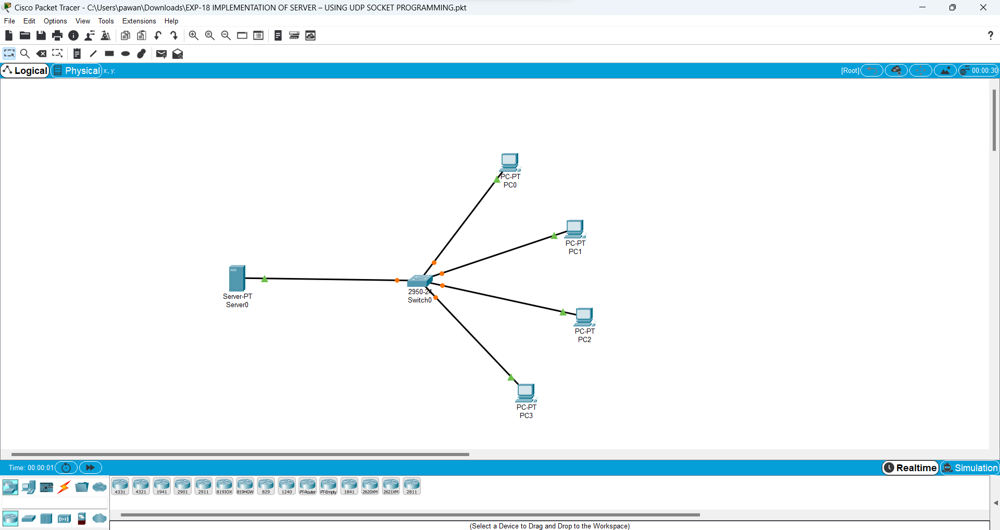 Cisco Packet Tracer - C:\Users\pawan\Downloads\EXP-18 IMPLEMENTATION OF SERVER – USING UDP SOCKET PROGRAMMING.pkt
File Edit Options View Tools Extensions Help
?
Logical Physical x:, y: [Root] 00:00:30
PC-PT
PC0
PC-PT
PC1
Server-PT
Server0
2950-24
Switch0
PC-PT
PC2
PC-PT
PC3
Time: 00:00:01 Realtime Simulation
4331 4321 1941 2901 2911 819IOX 819HGW 829 1240 PT-Router PT-Empty 1841 2620XM 2621XM 2811
(Select a Device to Drag and Drop to the Workspace)